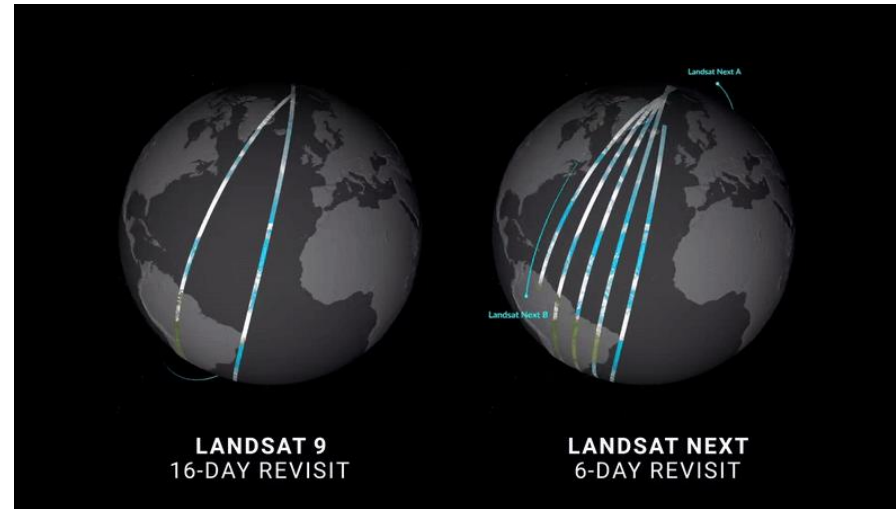 Landsat Next A
Landsat Next B
LANDSAT 9
16-DAY REVISIT
LANDSAT NEXT
6-DAY REVISIT